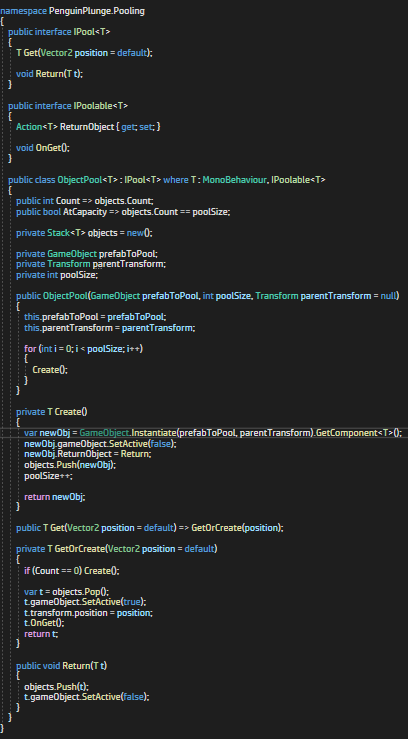 namespace PenguinPlunge.Pooling
{
public interface IPool<T>
{
T Get(Vector2 position = default);
void Return(T t);
}
public interface IPoolable<T>
{
Action<T> ReturnObject { get; set; }
void OnGet();
}
public class ObjectPool<T> : IPool<T> where T : MonoBehaviour, IPoolable<T>
{
public int Count => objects.Count;
public bool AtCapacity => objects.Count == poolSize;
private Stack<T> objects = new();
private GameObject prefabToPool;
private Transform parentTransform;
private int poolSize;
public ObjectPool(GameObject prefabToPool, int poolSize, Transform parentTransform = null)
{
this.prefabToPool = prefabToPool;
this.parentTransform = parentTransform;
for (int i = 0; i < poolSize; i++)
{
Create();
}
}
private T Create()
{
var newObj = GameObject.Instantiate(prefabToPool, parentTransform).GetComponent<T>();
newObj.gameObject.SetActive(false);
newObj.ReturnObject = Return;
objects.Push(newObj);
poolSize++;
return newObj;
}
public T Get(Vector2 position = default) => GetOrCreate(position);
private T GetOrCreate(Vector2 position = default)
{
if (Count == 0) Create();
var t = objects.Pop();
t.gameObject.SetActive(true);
t.transform.position = position;
t.OnGet();
return t;
}
public void Return(T t)
{
objects.Push(t);
t.gameObject.SetActive(false);
}
}
}